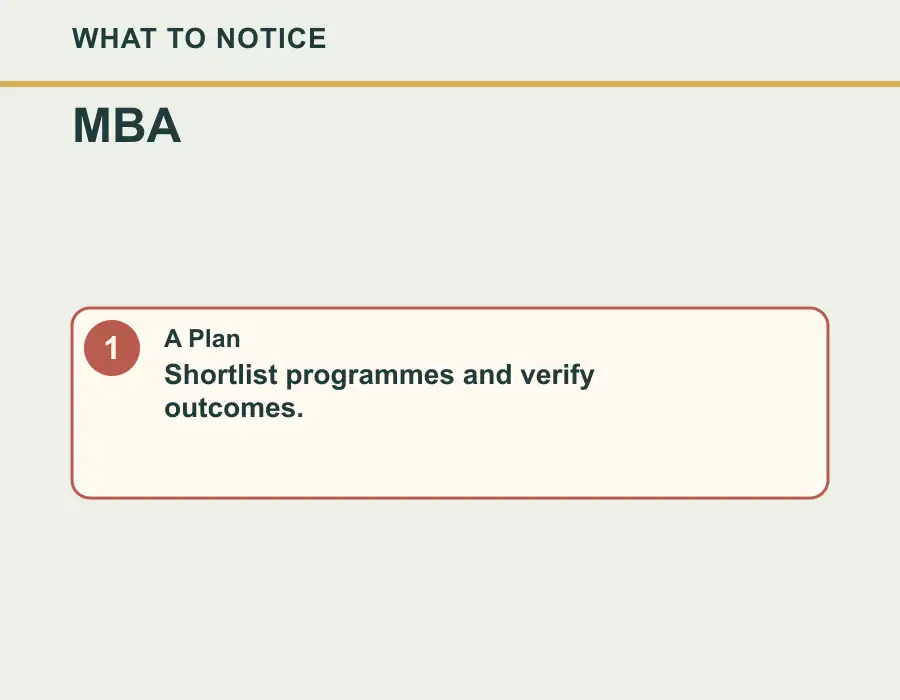 WHAT TO NOTICE
MBA
1
A Plan
Shortlist programmes and verify
outcomes.